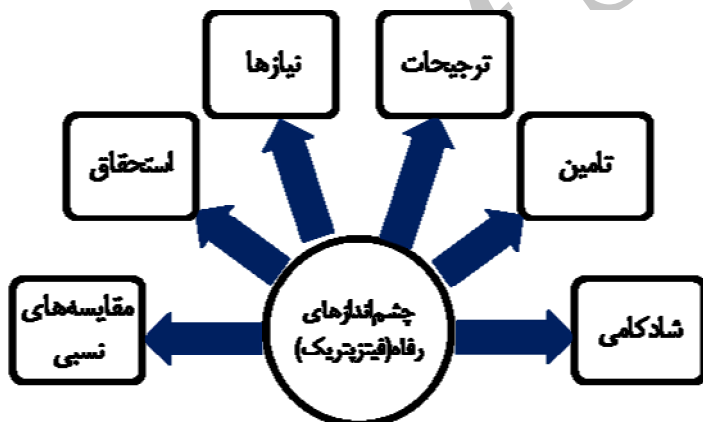 ترجیحات
نیازها
تامین
استحقاق
شادکامی
چشم‌اندازهای
رفاه(فیتزپتریک)
مقایسه‌های
نسبی